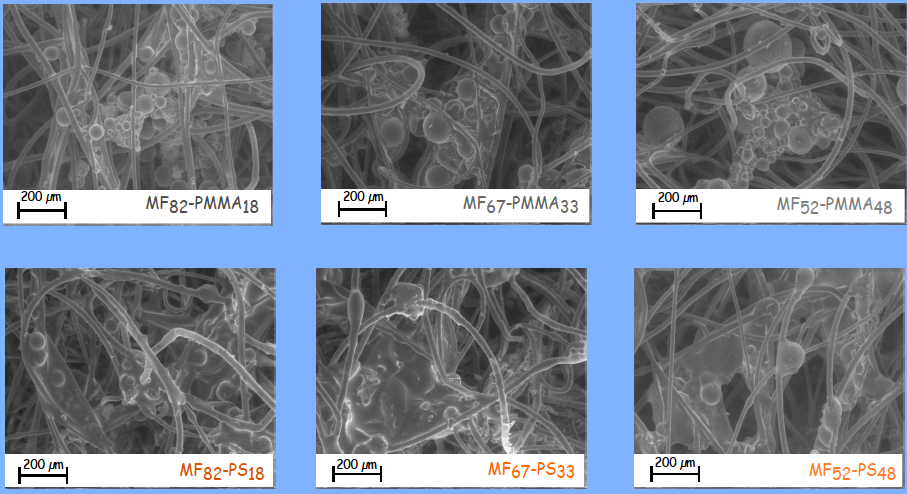 200 µm
MF82-PMMA18
200 µm
MF67-PMMA33
200 µm
MF52-PMMA48
200 µm
MF82-PS18
200 µm
MF67-PS33
200 µm
MF52-PS48